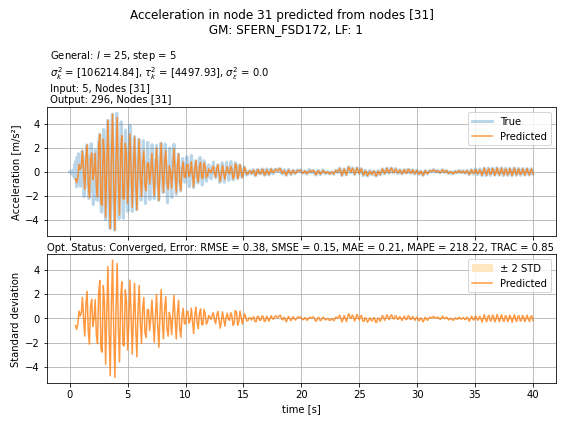 Acceleration in node 31 predicted from nodes [31]
GM: SFERN_FSD172, LF: 1
General: l = 25, step = 5
σ²ₖ = [106214.84], τ²ₖ = [4497.93], σ²ε = 0.0
Input: 5, Nodes [31]
Output: 296, Nodes [31]
Acceleration [m/s²]
4
2
0
−2
−4
True
Predicted
Opt. Status: Converged, Error: RMSE = 0.38, SMSE = 0.15, MAE = 0.21, MAPE = 218.22, TRAC = 0.85
Standard deviation
4
2
0
−2
−4
± 2 STD
Predicted
0 5 10 15 20 25 30 35 40
time [s]